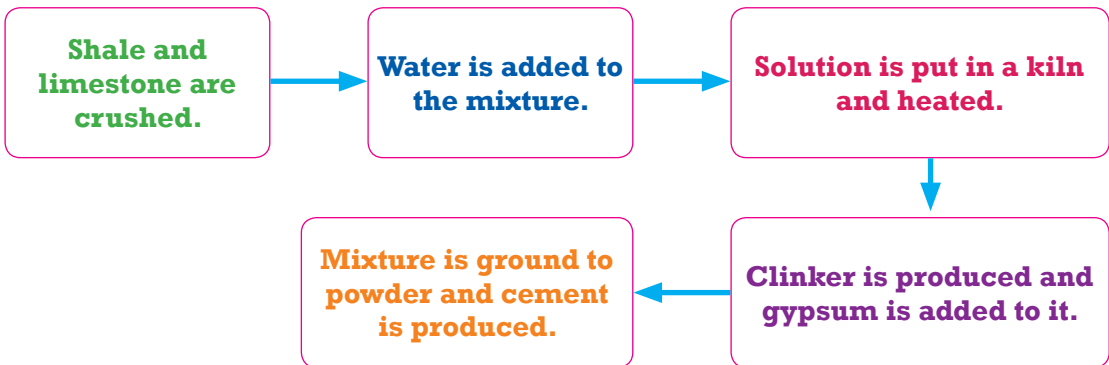 Shale and
limestone are
crushed.
Water is added to
the mixture.
Solution is put in a kiln
and heated.
Clinker is produced and
gypsum is added to it.
Mixture is ground to
powder and cement
is produced.